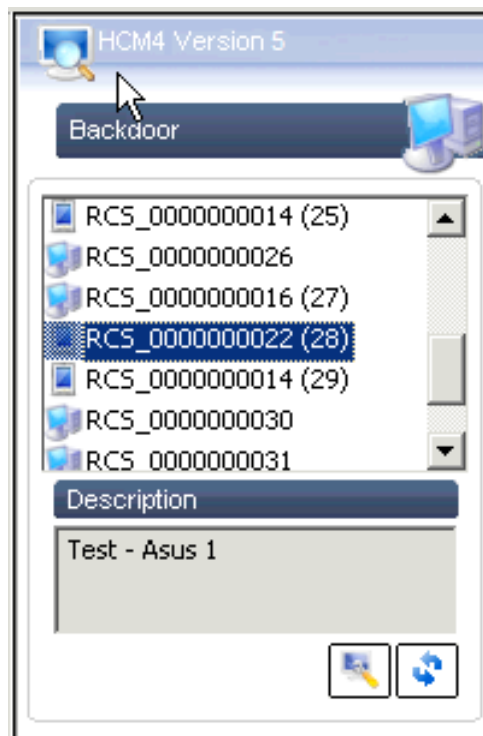 HCM4 Version 5
Backdoor
RCS_0000000014 (25)
RCS_0000000026
RCS_0000000016 (27)
RCS_0000000022 (28)
RCS_0000000014 (29)
RCS_0000000030
RCS_0000000031
Description
Test - Asus 1